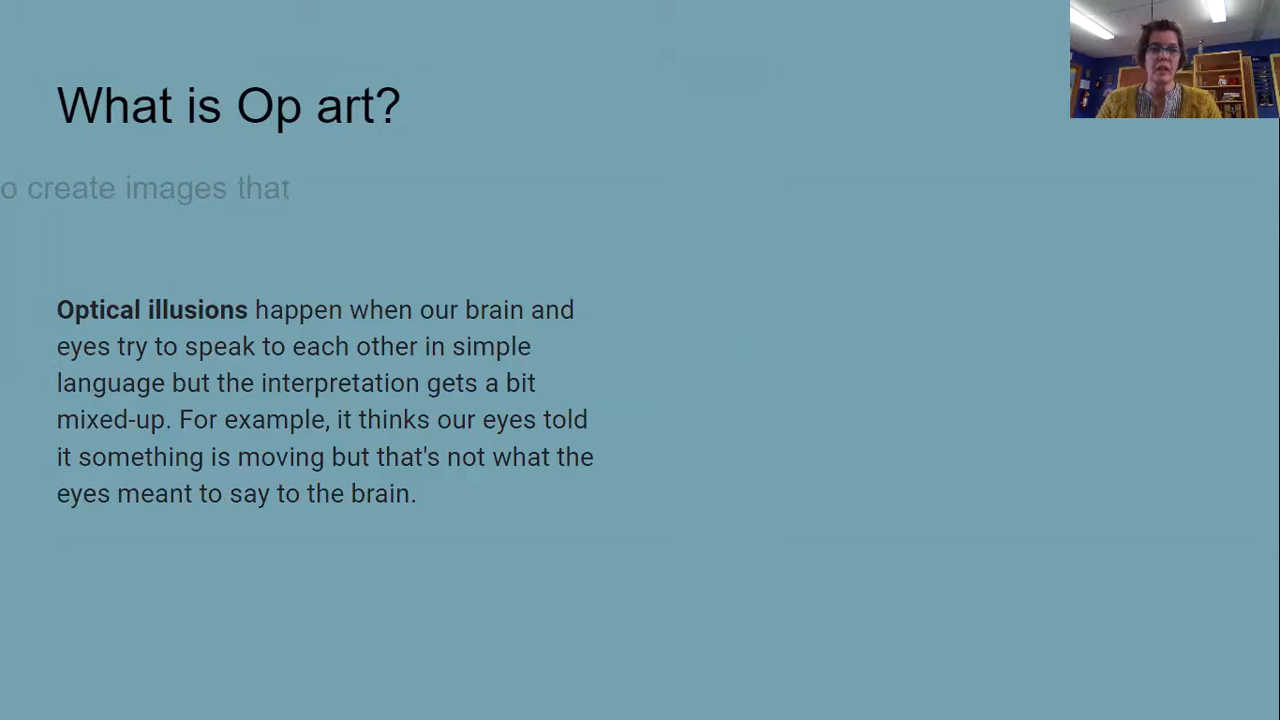 What is Op art?
o create images that
Optical illusions happen when our brain and
eyes try to speak to each other in simple
language but the interpretation gets a bit
mixed-up. For example, it thinks our eyes told
it something is moving but that's not what the
eyes meant to say to the brain.